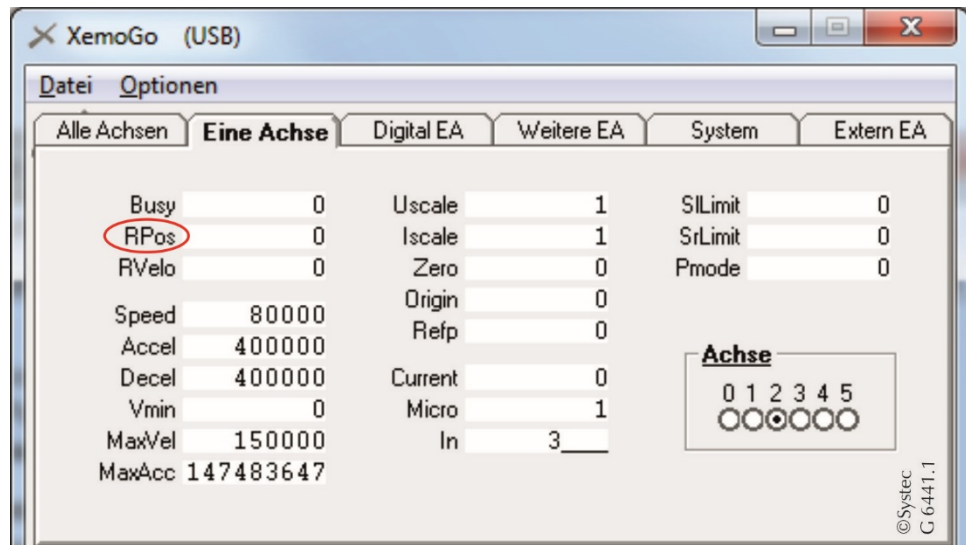 XemoGo (USB)
Datei Optionen
Alle Achsen Eine Achse Digital EA Weitere EA System Extern EA
Busy 0 Uscale 1 SlLimit 0
RPos 0 Iscale 1 SrLimit 0
RVelo 0 Zero 0 Pmode 0
Origin 0
Speed 80000 Refp 0
Accel 400000
Decel 400000 Current 0
Vmin 0 Micro 1
MaxVel 150000 In 3____
MaxAcc 147483647
Achse
0 1 2 3 4 5
©Systec
G 6441.1